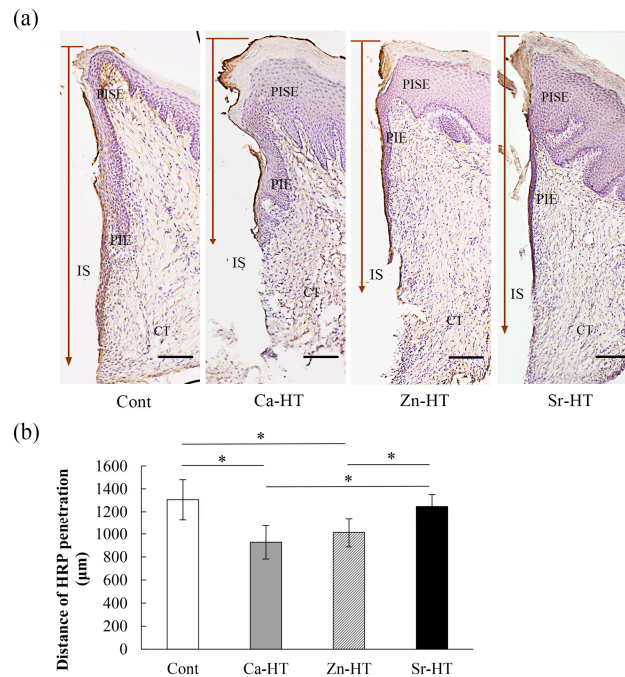 (a)
PISE
PIE
IS
CT
Cont
PISE
PIE
IS
CT
Ca-HT
PISE
PIE
IS
CT
Zn-HT
PISE
PIE
IS
CT
Sr-HT
(b)
Distance of HRP penetration
(μm)
1600
1400
1200
1000
800
600
400
200
0
*
*
*
*
Cont
Ca-HT
Zn-HT
Sr-HT